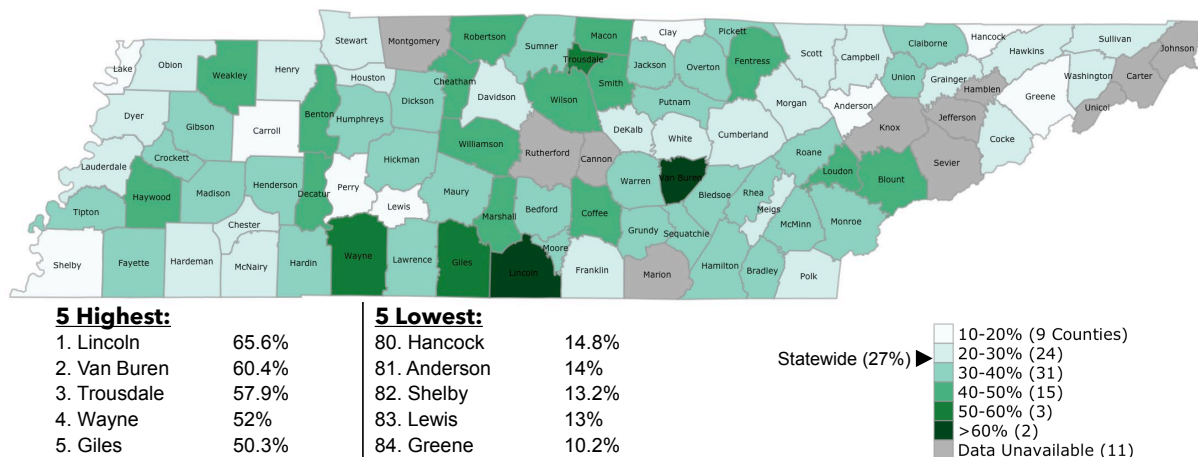 Stewart
Montgomery
Robertson
Sumner
Macon
Clay
Pickett
Scott
Campbell
Claiborne
Hancock
Hawkins
Sullivan
Johnson
Lake
Obion
Weakley
Henry
Houston
Cheatham
Trousdale
Jackson
Overton
Fentress
Union
Grainger
Washington
Carter
Davidson
Wilson
Smith
Hamblen
Dyer
Gibson
Carroll
Benton
Humphreys
Dickson
Putnam
Morgan
Anderson
Greene
Unicoi
DeKalb
White
Cumberland
Knox
Jefferson
Cocke
Lauderdale
Crockett
Hickman
Williamson
Rutherford
Cannon
Roane
Sevier
Haywood
Madison
Henderson
Decatur
Perry
Maury
Warren
Van Buren
Bledsoe
Rhea
Loudon
Blount
Tipton
Lewis
Marshall
Bedford
Coffee
Meigs
McMinn
Monroe
Chester
Grundy
Sequatchie
Shelby
Fayette
Hardeman
McNairy
Hardin
Wayne
Lawrence
Giles
Lincoln
Moore
Franklin
Marion
Hamilton
Bradley
Polk
5 Highest:
1. Lincoln 65.6%
2. Van Buren 60.4%
3. Trousdale 57.9%
4. Wayne 52%
5. Giles 50.3%
5 Lowest:
80. Hancock 14.8%
81. Anderson 14%
82. Shelby 13.2%
83. Lewis 13%
84. Greene 10.2%
Statewide (27%)
10-20% (9 Counties)
20-30% (24)
30-40% (31)
40-50% (15)
50-60% (3)
>60% (2)
Data Unavailable (11)